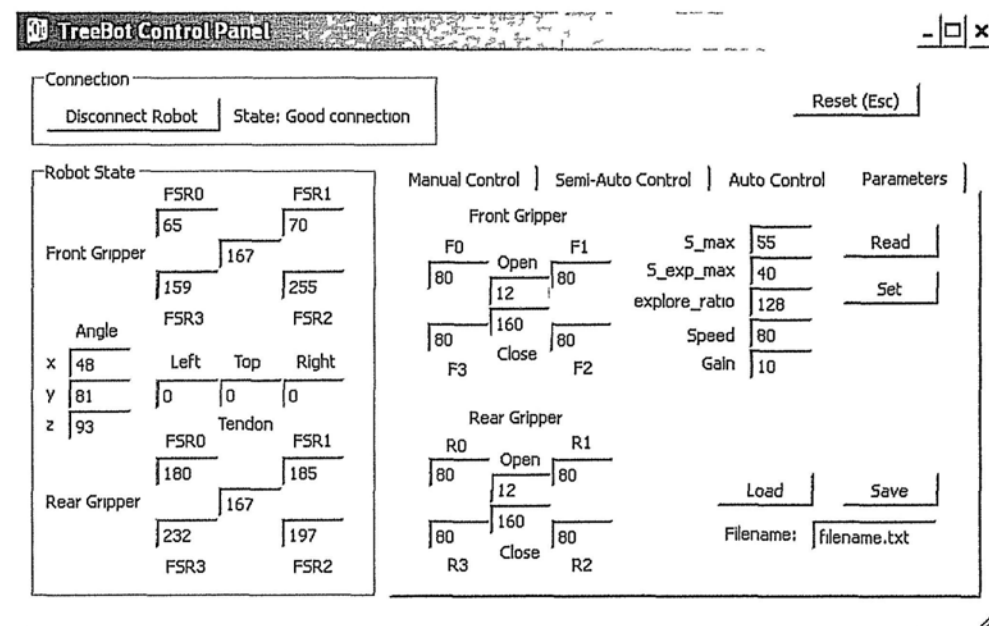 TreeBot Control Panel
Connection
Disconnect Robot State: Good connection
Reset (Esc)
Robot State
FSR0 FSR1
65 70
Front Gripper 167
159 255
FSR3 FSR2
Angle
x 48
y 81
z 93
Left Top Right
0 0 0
Tendon
FSR0 FSR1
180 185
Rear Gripper 167
232 197
FSR3 FSR2
Manual Control Semi-Auto Control Auto Control Parameters
Front Gripper
F0 Open F1
80 12 80
80 160 80
F3 Close F2
Rear Gripper
R0 Open R1
80 12 80
80 160 80
R3 Close R2
S_max 55
S_exp_max 40
explore_ratio 128
Speed 80
Gain 10
Read
Set
Load Save
Filename: filename.txt